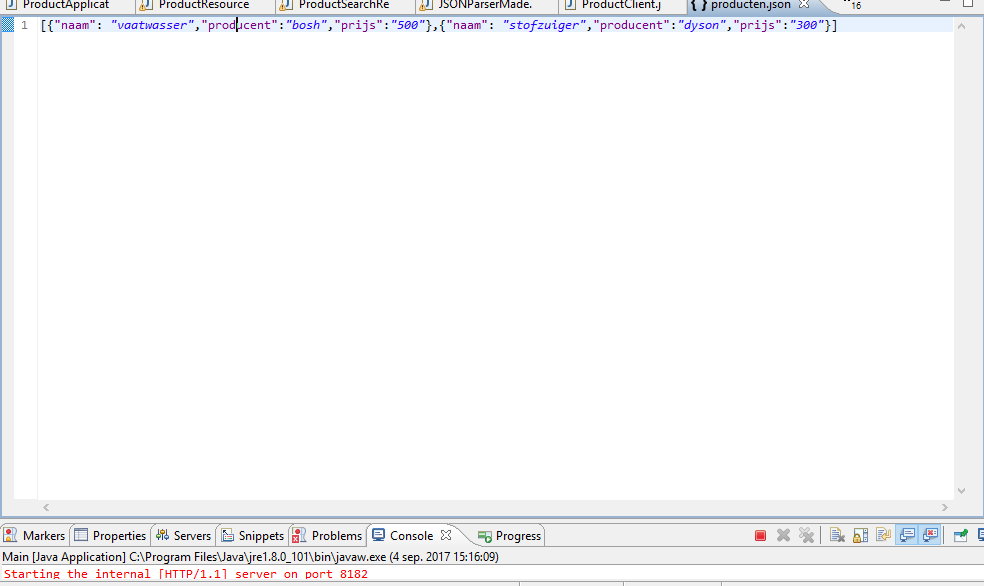 ProductApplicat ProductResource ProductSearchRe JSONParserMade. ProductClient.j producten.json 16
1 [{"naam": "vaatwasser","producent":"bosh","prijs":"500"},{"naam": "stofzuiger","producent":"dyson","prijs":"300"}]
Markers Properties Servers Snippets Problems Console Progress
Main [Java Application] C:\Program Files\Java\jre1.8.0_101\bin\javaw.exe (4 sep. 2017 15:16:09)
Starting the internal [HTTP/1.1] server on port 8182